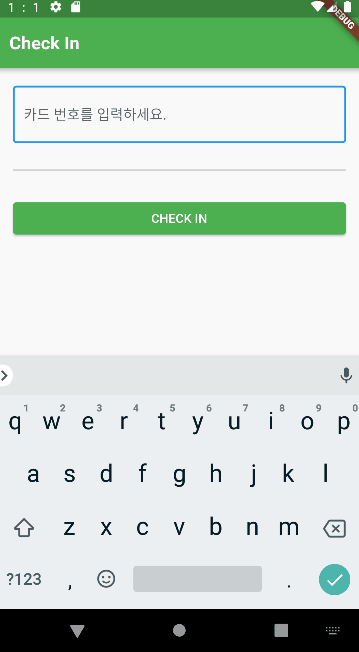 1 : 1
DEBUG
Check In
카드 번호를 입력하세요.
CHECK IN
1 2 3 4 5 6 7 8 9 0
q w e r t y u i o p
a s d f g h j k l
z x c v b n m
?123 , .